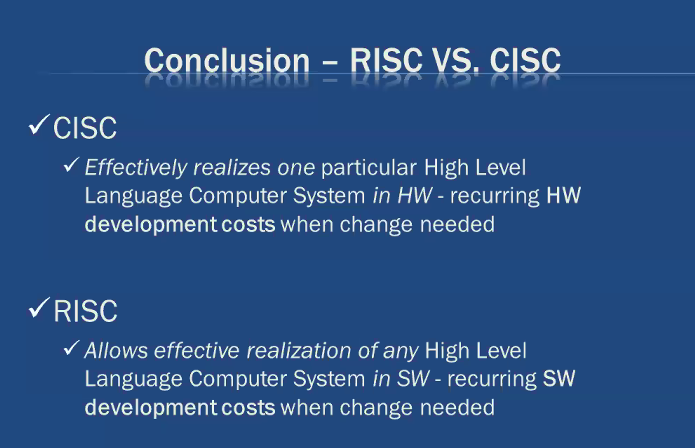 Conclusion – RISC VS. CISC
✓CISC
✓Effectively realizes one particular High Level
Language Computer System in HW - recurring HW
development costs when change needed
✓RISC
✓Allows effective realization of any High Level
Language Computer System in SW - recurring SW
development costs when change needed